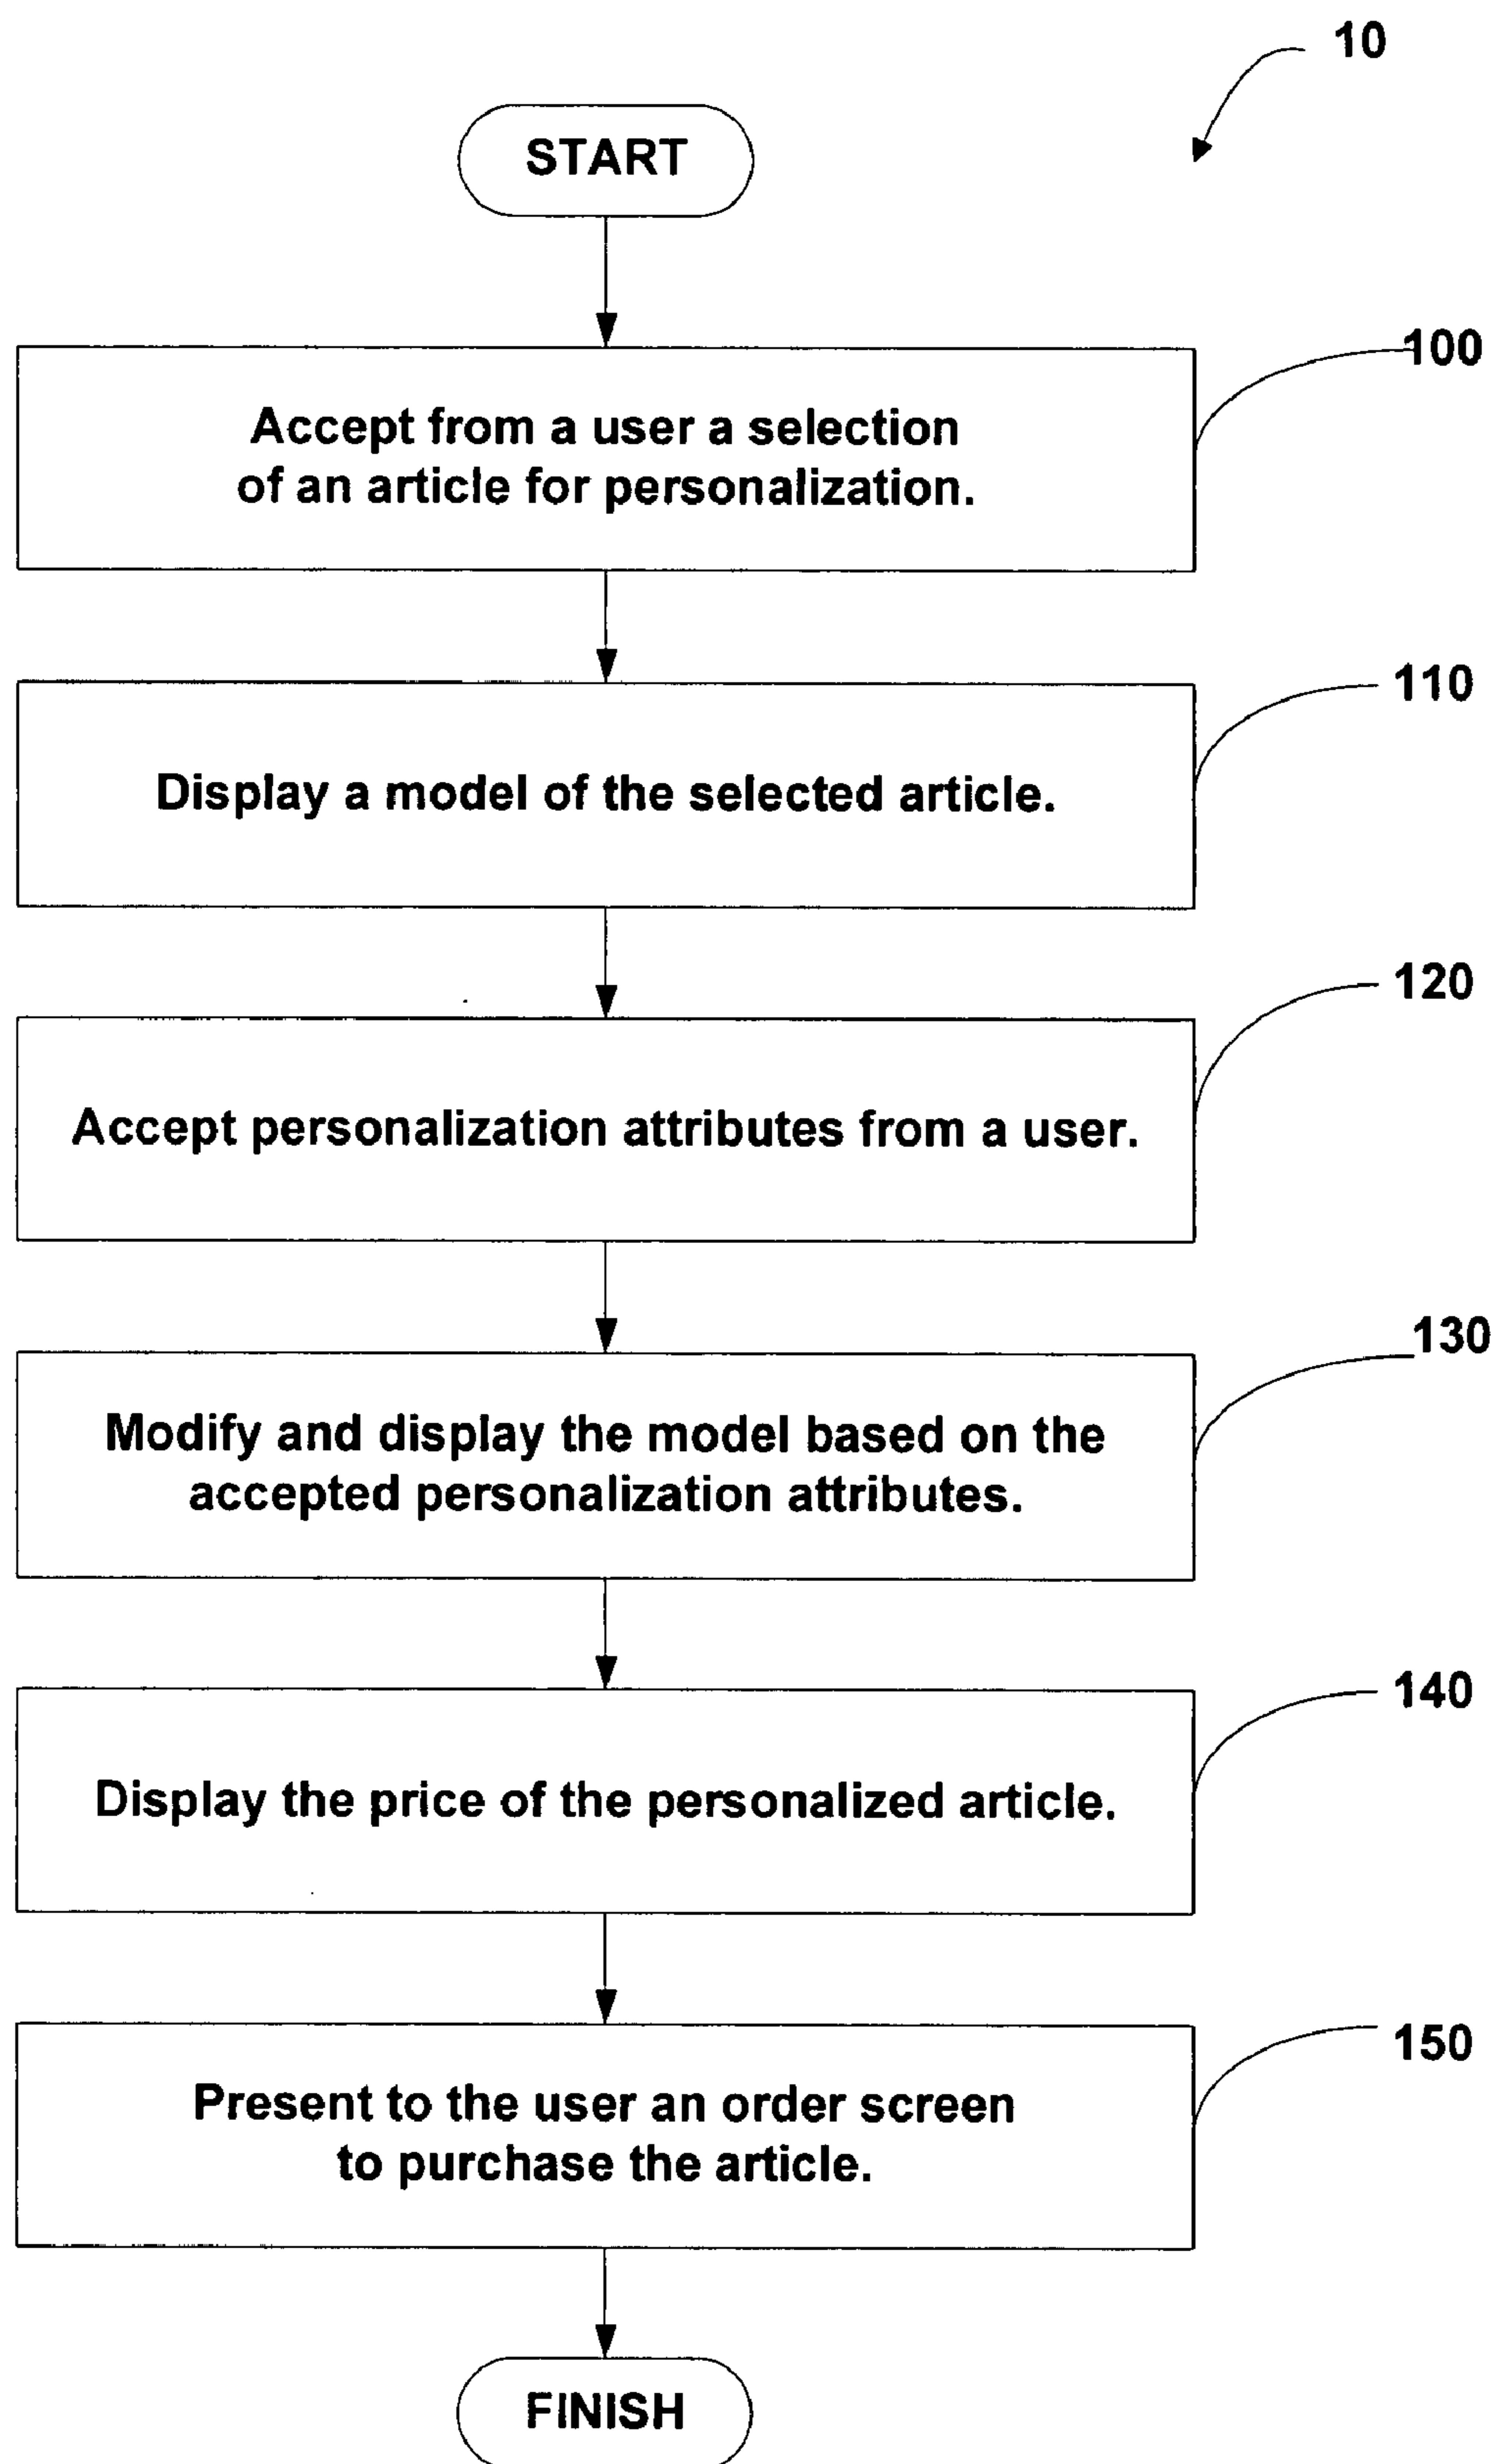 10
START
100
Accept from a user a selection
of an article for personalization.
110
Display a model of the selected article.
120
Accept personalization attributes from a user.
130
Modify and display the model based on the
accepted personalization attributes.
140
Display the price of the personalized article.
150
Present to the user an order screen
to purchase the article.
FINISH